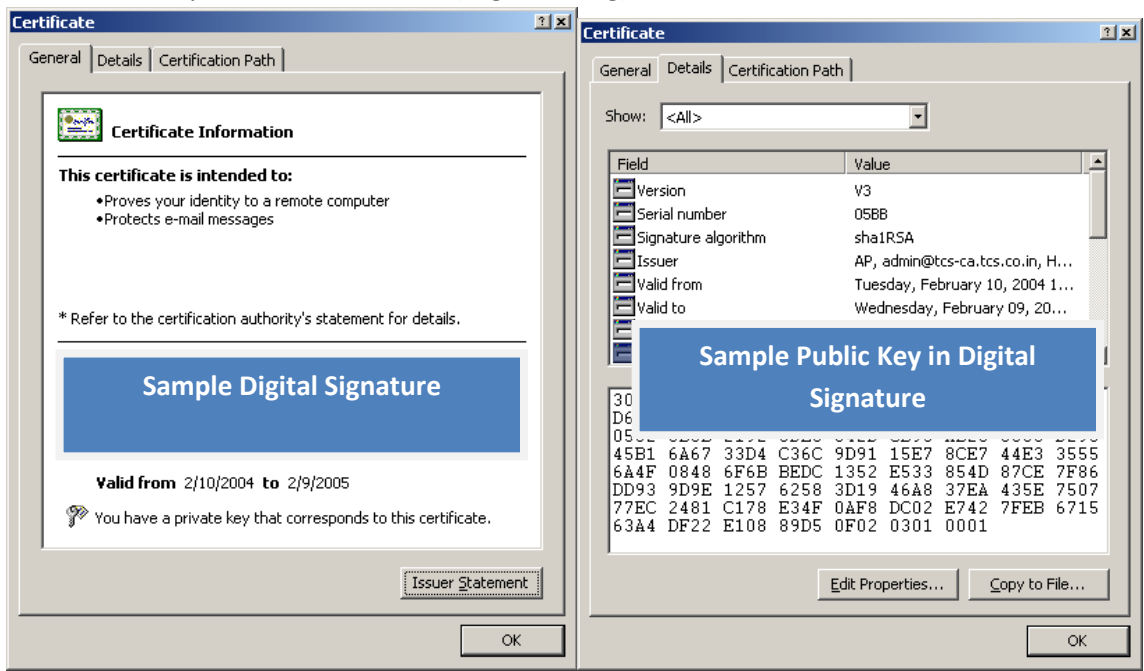 Certificate
General Details Certification Path
Certificate Information
This certificate is intended to:
•Proves your identity to a remote computer
•Protects e-mail messages
* Refer to the certification authority's statement for details.
Sample Digital Signature
Valid from 2/10/2004 to 2/9/2005
You have a private key that corresponds to this certificate.
Issuer Statement
OK
Certificate
General Details Certification Path
Show: <All>
Field Value
Version V3
Serial number 05BB
Signature algorithm sha1RSA
Issuer AP, admin@tcs-ca.tcs.co.in, H...
Valid from Tuesday, February 10, 2004 1...
Valid to Wednesday, February 09, 20...
Sample Public Key in Digital
Signature
30
D6
45B1 6A67 33D4 C36C 9D91 15E7 8CE7 44E3 3555
6A4F 0848 6F6B BEDC 1352 E533 854D 87CE 7F86
DD93 9D9E 1257 6258 3D19 46A8 37EA 435E 7507
77EC 2481 C178 E34F 0AF8 DC02 E742 7FEB 6715
63A4 DF22 E108 89D5 0F02 0301 0001
Edit Properties... Copy to File...
OK